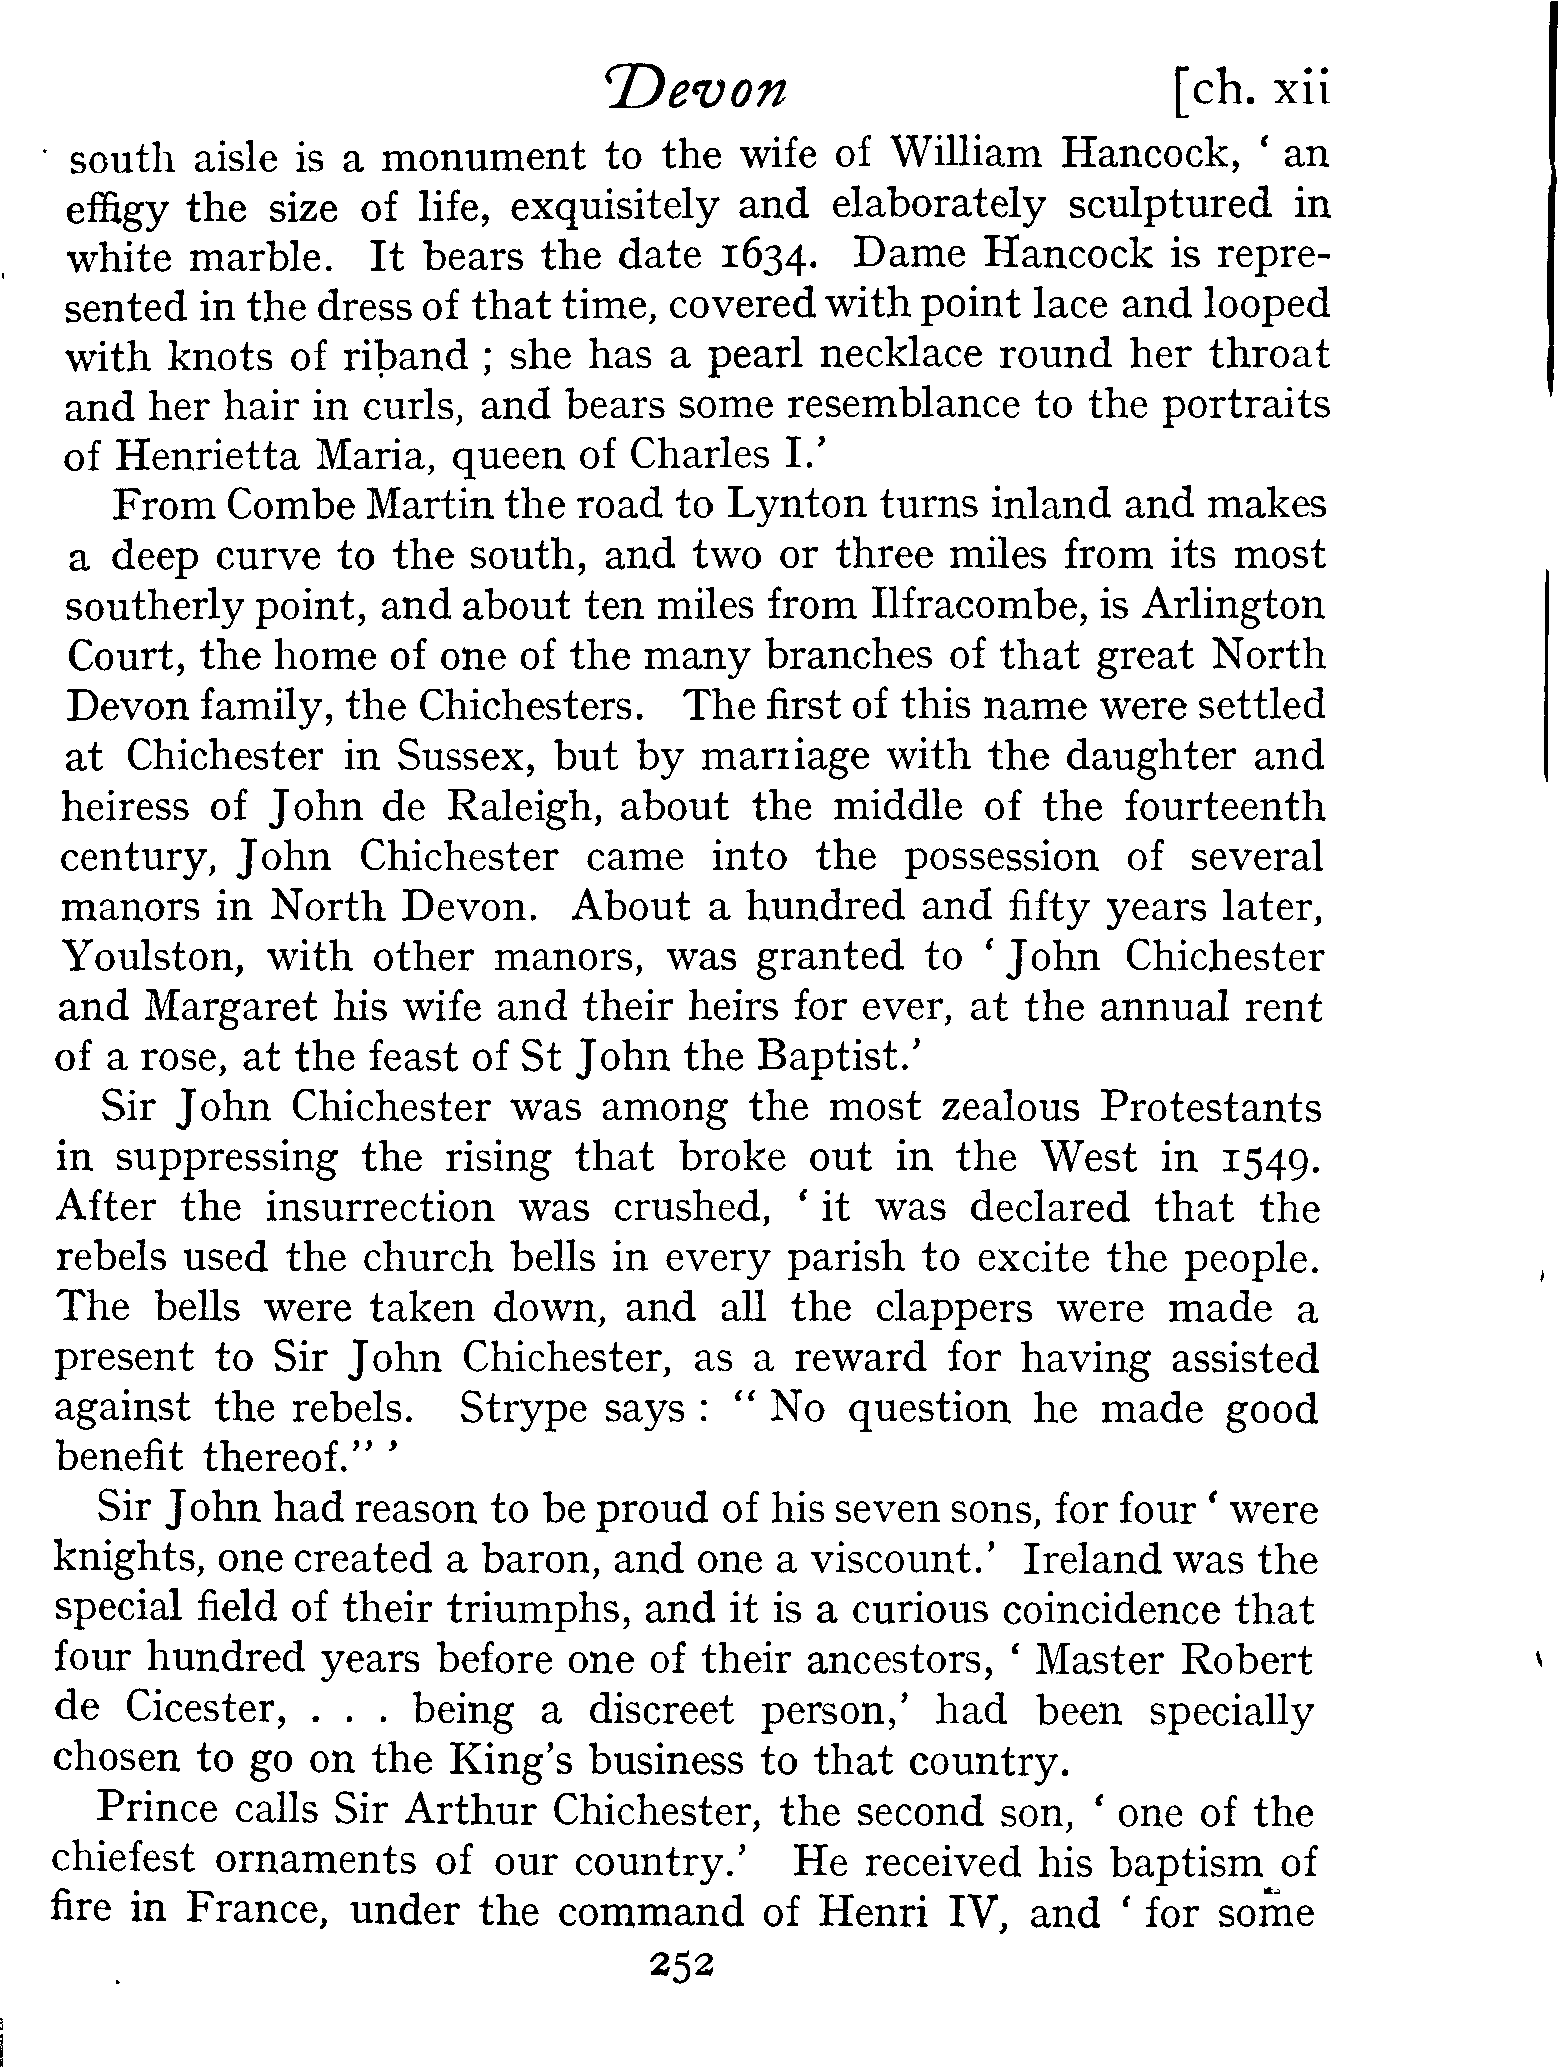 Devon [ch. xii
south aisle is a monument to the wife of William Hancock, ‘ an
effigy the size of life, exquisitely and elaborately sculptured in
white marble. It bears the date 1634. Dame Hancock is repre-
sented in the dress of that time, covered with point lace and looped
with knots of riband ; she has a pearl necklace round her throat
and her hair in curls, and bears some resemblance to the portraits
of Henrietta Maria, queen of Charles I.’
From Combe Martin the road to Lynton turns inland and makes
a deep curve to the south, and two or three miles from its most
southerly point, and about ten miles from Ilfracombe, is Arlington
Court, the home of one of the many branches of that great North
Devon family, the Chichesters. The first of this name were settled
at Chichester in Sussex, but by marriage with the daughter and
heiress of John de Raleigh, about the middle of the fourteenth
century, John Chichester came into the possession of several
manors in North Devon. About a hundred and fifty years later,
Youlston, with other manors, was granted to ‘ John Chichester
and Margaret his wife and their heirs for ever, at the annual rent
of a rose, at the feast of St John the Baptist.’
Sir John Chichester was among the most zealous Protestants
in suppressing the rising that broke out in the West in 1549.
After the insurrection was crushed, ‘ it was declared that the
rebels used the church bells in every parish to excite the people.
The bells were taken down, and all the clappers were made a
present to Sir John Chichester, as a reward for having assisted
against the rebels. Strype says : “ No question he made good
benefit thereof.” ’
Sir John had reason to be proud of his seven sons, for four ‘ were
knights, one created a baron, and one a viscount.’ Ireland was the
special field of their triumphs, and it is a curious coincidence that
four hundred years before one of their ancestors, ‘ Master Robert
de Cicester, . . . being a discreet person,’ had been specially
chosen to go on the King’s business to that country.
Prince calls Sir Arthur Chichester, the second son, ‘ one of the
chiefest ornaments of our country.’ He received his baptism of
fire in France, under the command of Henri IV, and ‘ for some
252